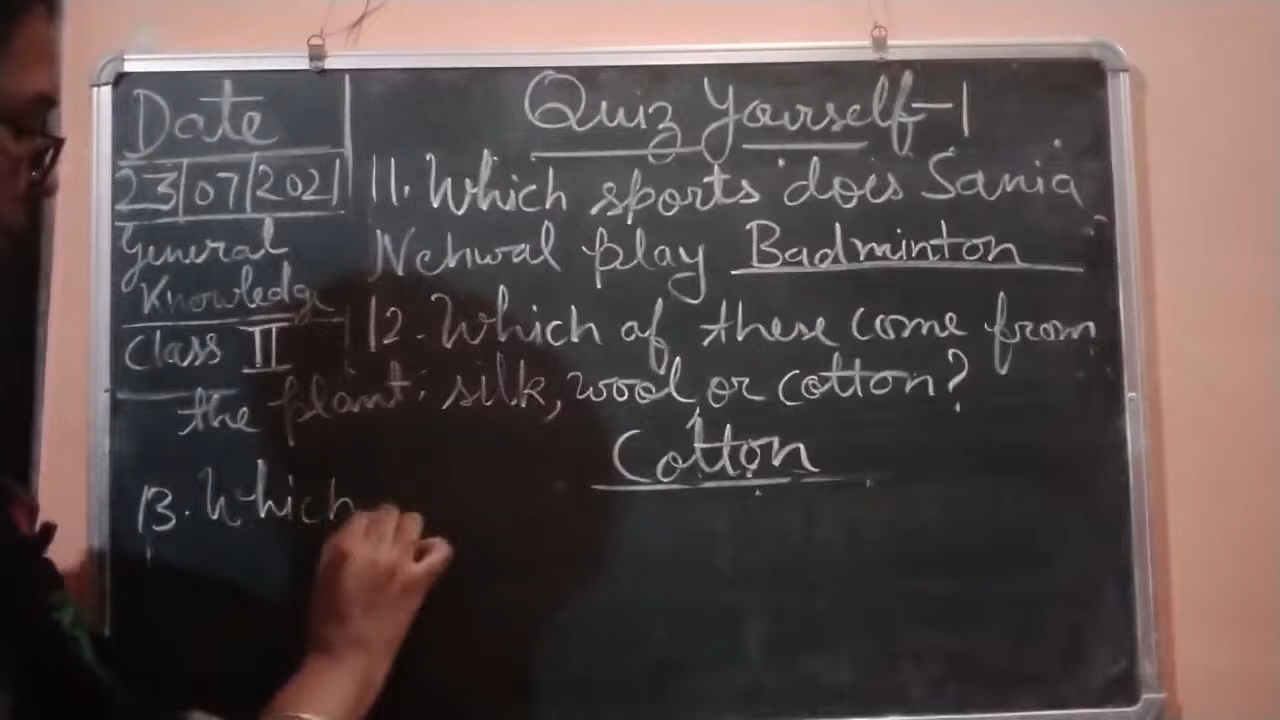 Date
23/07/2021
General
Knowledge
Class II
Quiz Yourself-1
11. Which sports does Sania
Nehwal play Badminton
12. Which of these come from
the plant: silk, wool or cotton?
Cotton
13. Which